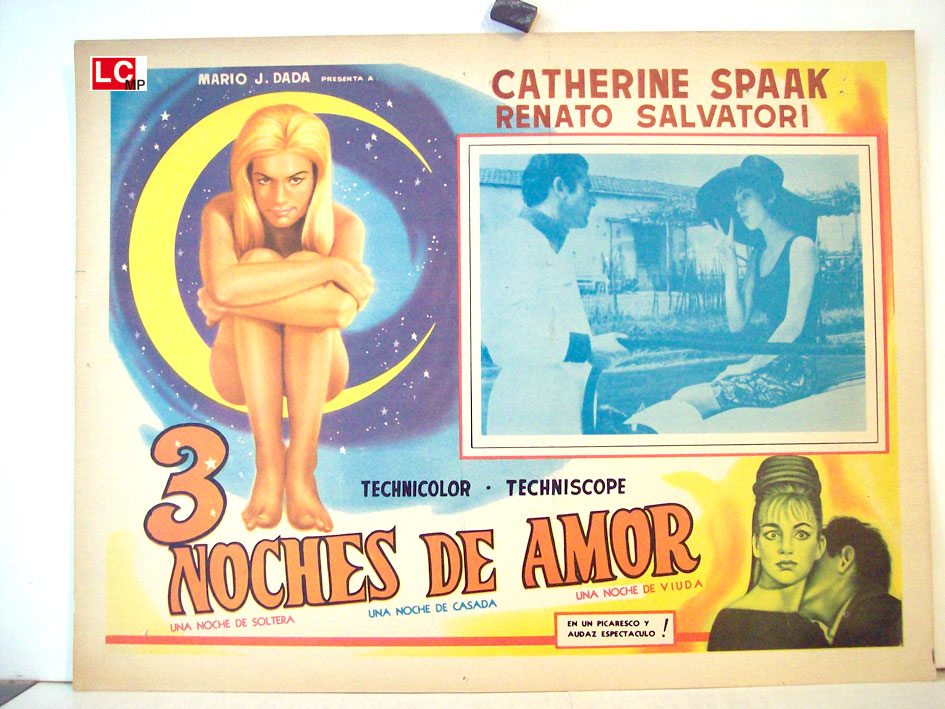 LC
MP
MARIO J. DADA PRESENTA A
CATHERINE SPAAK
RENATO SALVATORI
TECHNICOLOR · TECHNISCOPE
3
NOCHES DE AMOR
UNA NOCHE DE SOLTERA
UNA NOCHE DE CASADA
UNA NOCHE DE VIUDA
EN UN PICARESCO Y
AUDAZ ESPECTACULO !